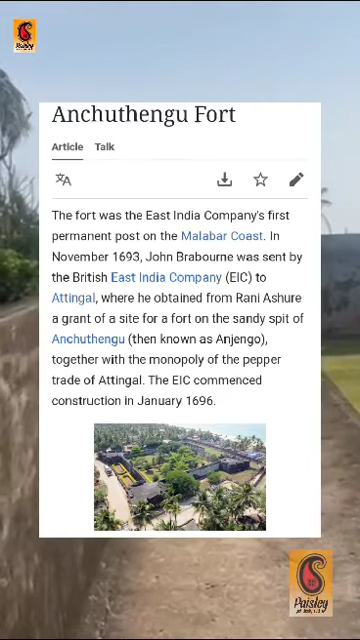 Paisley
Anchuthengu Fort
Article Talk
The fort was the East India Company's first
permanent post on the Malabar Coast. In
November 1693, John Brabourne was sent by
the British East India Company (EIC) to
Attingal, where he obtained from Rani Ashure
a grant of a site for a fort on the sandy spit of
Anchuthengu (then known as Anjengo),
together with the monopoly of the pepper
trade of Attingal. The EIC commenced
construction in January 1696.
Paisley